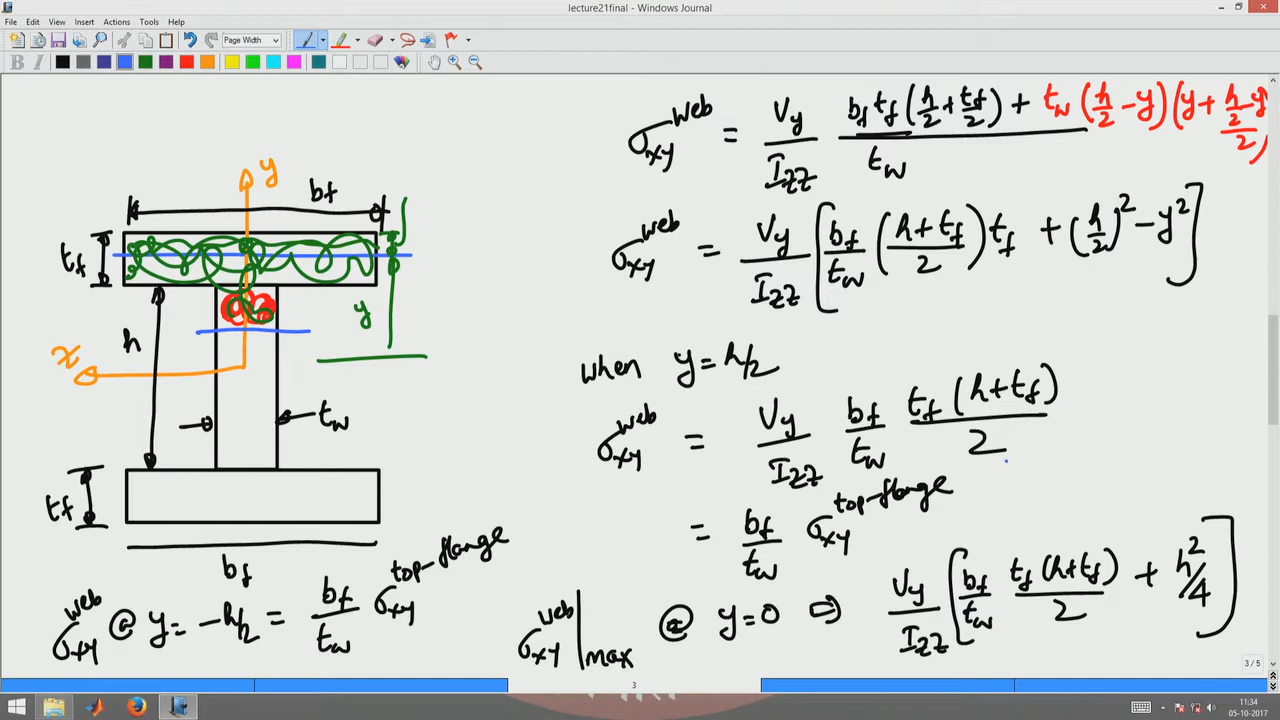 lecture21final - Windows Journal
File Edit View Insert Actions Tools Help
Page Width
B I
y
bf
tf
h
y
x
tw
tf
bf
σxy^web @ y = -h/2 = bf/tw σxy^top-flange
σxy^web = Vy/Izz (bf tf (h/2 + tf/2) + tw (h/2 - y)(y + (h/2 - y)/2))/tw
σxy^web = Vy/Izz [bf/tw ((h+tf)/2) tf + (h/2)^2 - y^2]
when y = h/2
σxy^web = Vy/Izz bf/tw tf (h+tf)/2
= bf/tw σxy^top-flange
σxy^web|max @ y=0 ⇒ Vy/Izz [bf/tw tf (h+tf)/2 + h^2/4]
3 / 5
3
11:34
05-10-2017